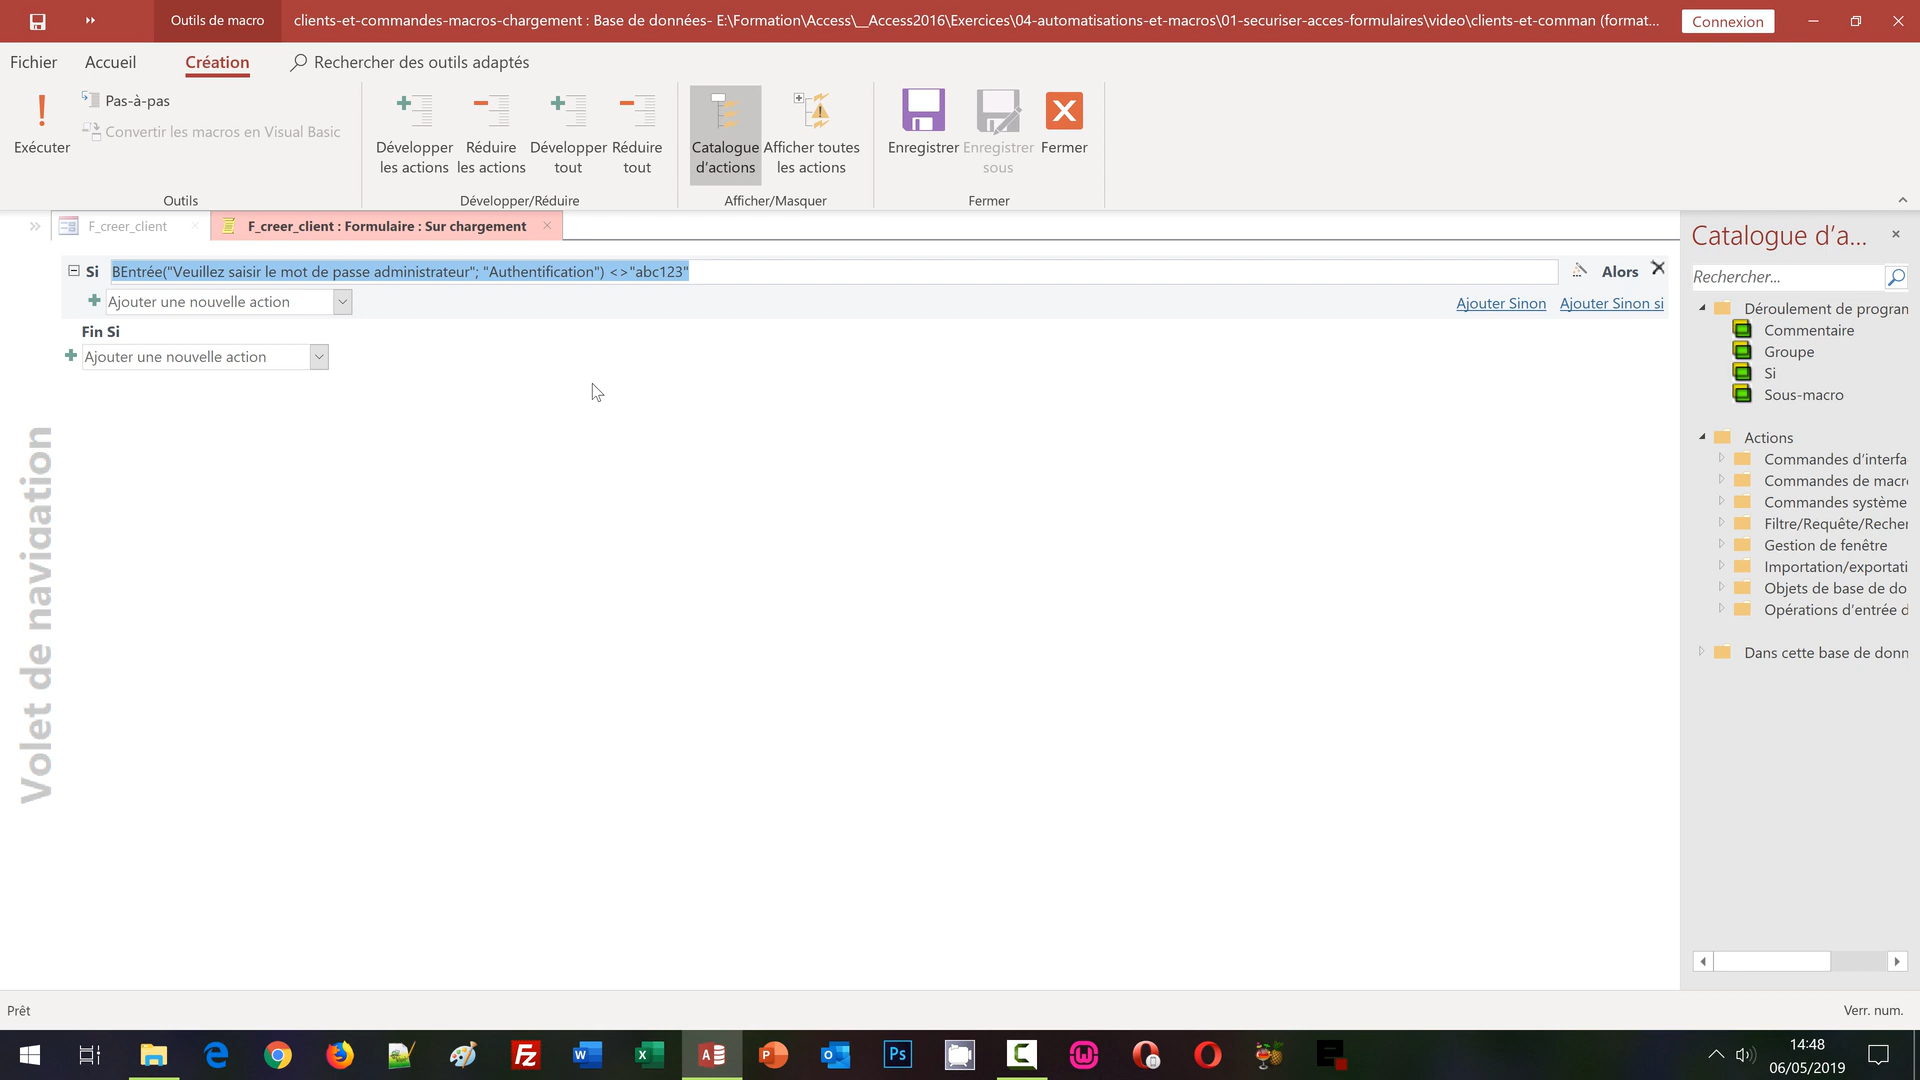 Outils de macro
clients-et-commandes-macros-chargement : Base de données- E:\Formation\Access\__Access2016\Exercices\04-automatisations-et-macros\01-securiser-acces-formulaires\video\clients-et-comman (format...
Connexion
Fichier
Accueil
Création
Rechercher des outils adaptés
Exécuter
Pas-à-pas
Convertir les macros en Visual Basic
Développer
les actions
Réduire
les actions
Développer
tout
Réduire
tout
Catalogue
d'actions
Afficher toutes
les actions
Enregistrer
Enregistrer
sous
Fermer
Outils
Développer/Réduire
Afficher/Masquer
Fermer
F_creer_client
F_creer_client : Formulaire : Sur chargement
Si BEntrée("Veuillez saisir le mot de passe administrateur"; "Authentification") <>"abc123" Alors
Ajouter une nouvelle action
Ajouter Sinon Ajouter Sinon si
Fin Si
Ajouter une nouvelle action
Volet de navigation
Catalogue d'a...
Rechercher...
Déroulement de program
Commentaire
Groupe
Si
Sous-macro
Actions
Commandes d'interfa
Commandes de macro
Commandes système
Filtre/Requête/Recher
Gestion de fenêtre
Importation/exportati
Objets de base de do
Opérations d'entrée d
Dans cette base de donn
Prêt
Verr. num.
14:48
06/05/2019